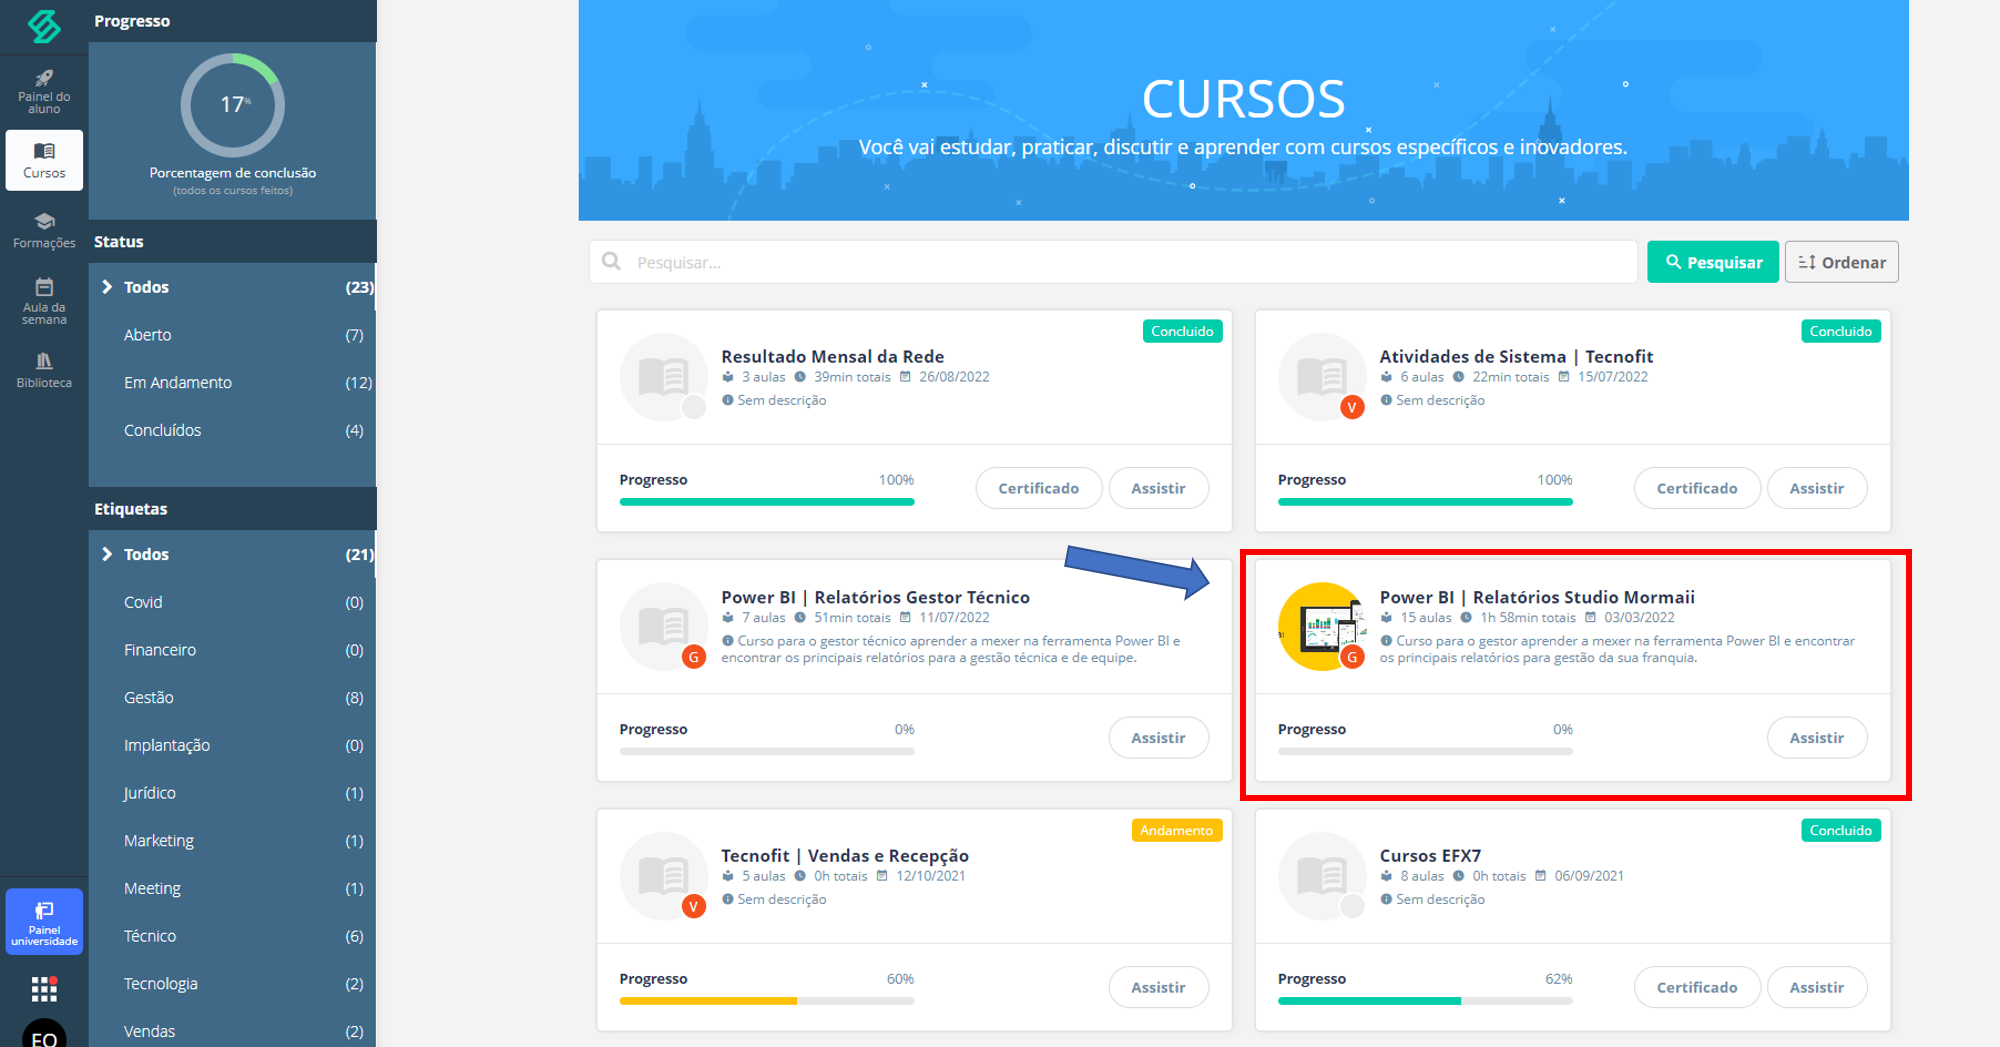 Progresso
17%
Porcentagem de conclusão
(todos os cursos feitos)
Painel do
aluno
Cursos
Formações
Aula da
semana
Biblioteca
Painel
universidade
EO
Status
Todos (23)
Aberto (7)
Em Andamento (12)
Concluídos (4)
Etiquetas
Todos (21)
Covid (0)
Financeiro (0)
Gestão (8)
Implantação (0)
Jurídico (1)
Marketing (1)
Meeting (1)
Técnico (6)
Tecnologia (2)
Vendas (2)
CURSOS
Você vai estudar, praticar, discutir e aprender com cursos específicos e inovadores.
Pesquisar...
Pesquisar
Ordenar
Concluido
Resultado Mensal da Rede
3 aulas 39min totais 26/08/2022
Sem descrição
Progresso 100%
Certificado
Assistir
Concluido
Atividades de Sistema | Tecnofit
6 aulas 22min totais 15/07/2022
V
Sem descrição
Progresso 100%
Certificado
Assistir
Power BI | Relatórios Gestor Técnico
7 aulas 51min totais 11/07/2022
Curso para o gestor técnico aprender a mexer na ferramenta Power BI e
encontrar os principais relatórios para a gestão técnica e de equipe.
G
Progresso 0%
Assistir
Power BI | Relatórios Studio Mormaii
15 aulas 1h 58min totais 03/03/2022
Curso para o gestor aprender a mexer na ferramenta Power BI e encontrar
os principais relatórios para gestão da sua franquia.
G
Progresso 0%
Assistir
Andamento
Tecnofit | Vendas e Recepção
5 aulas 0h totais 12/10/2021
Sem descrição
V
Progresso 60%
Assistir
Concluido
Cursos EFX7
8 aulas 0h totais 06/09/2021
Sem descrição
Progresso 62%
Certificado
Assistir